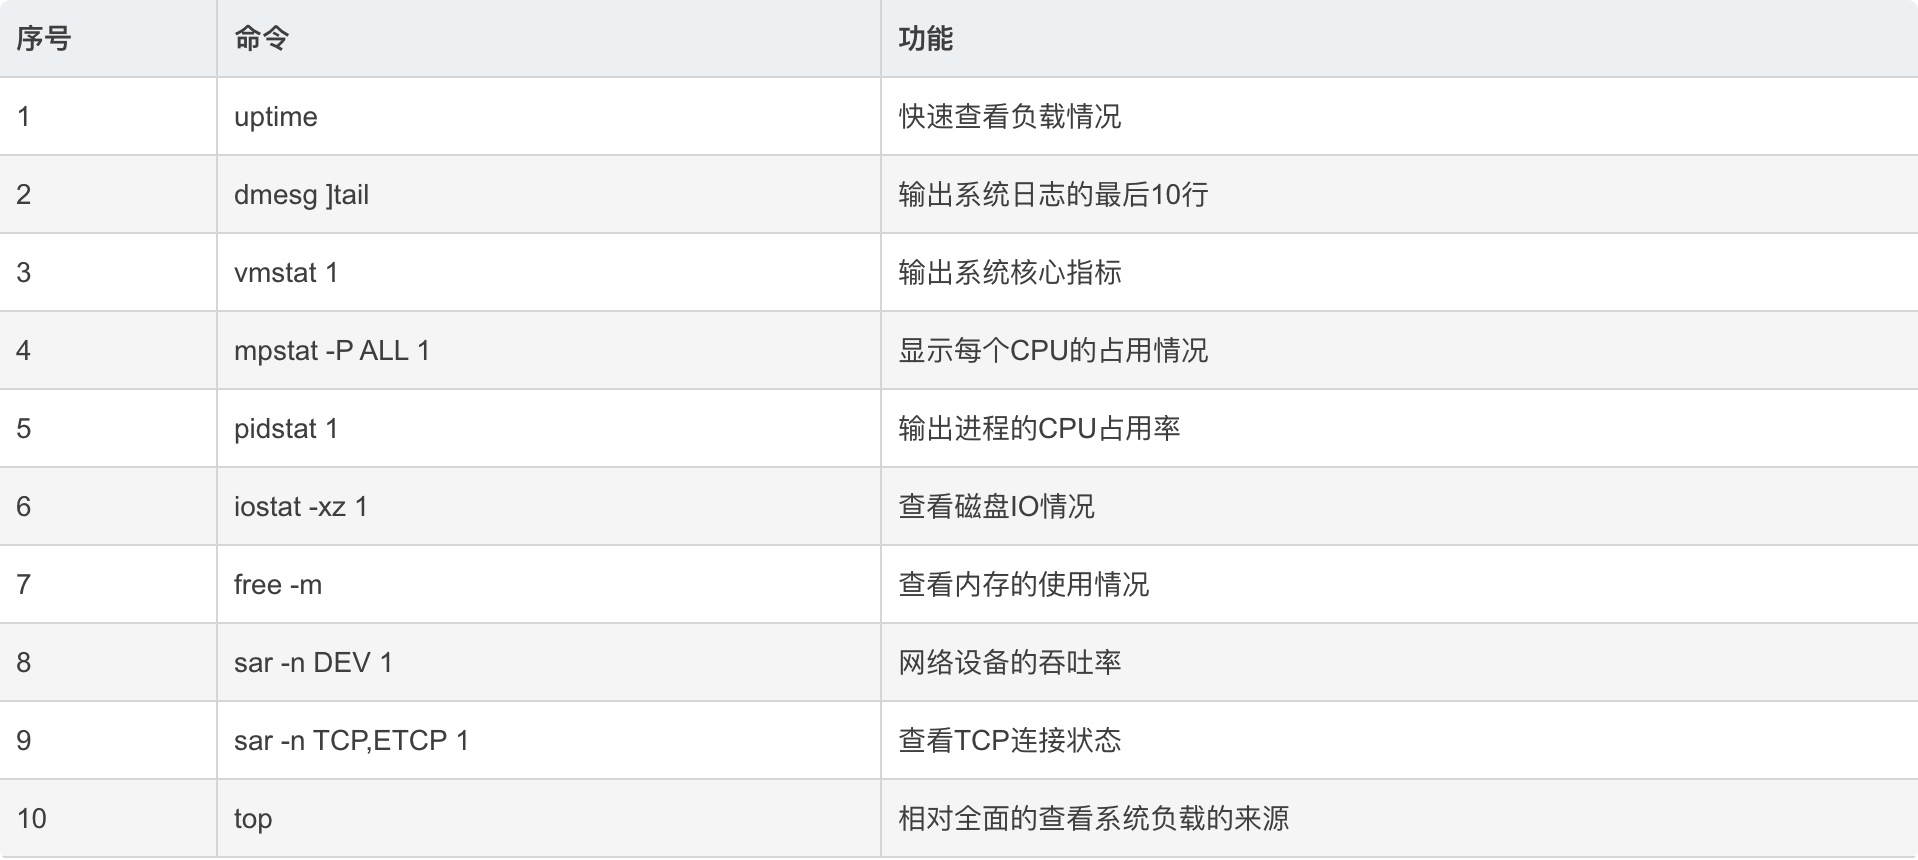 序号 命令 功能
1 uptime 快速查看负载情况
2 dmesg ]tail 输出系统日志的最后10行
3 vmstat 1 输出系统核心指标
4 mpstat -P ALL 1 显示每个CPU的占用情况
5 pidstat 1 输出进程的CPU占用率
6 iostat -xz 1 查看磁盘IO情况
7 free -m 查看内存的使用情况
8 sar -n DEV 1 网络设备的吞吐率
9 sar -n TCP,ETCP 1 查看TCP连接状态
10 top 相对全面的查看系统负载的来源